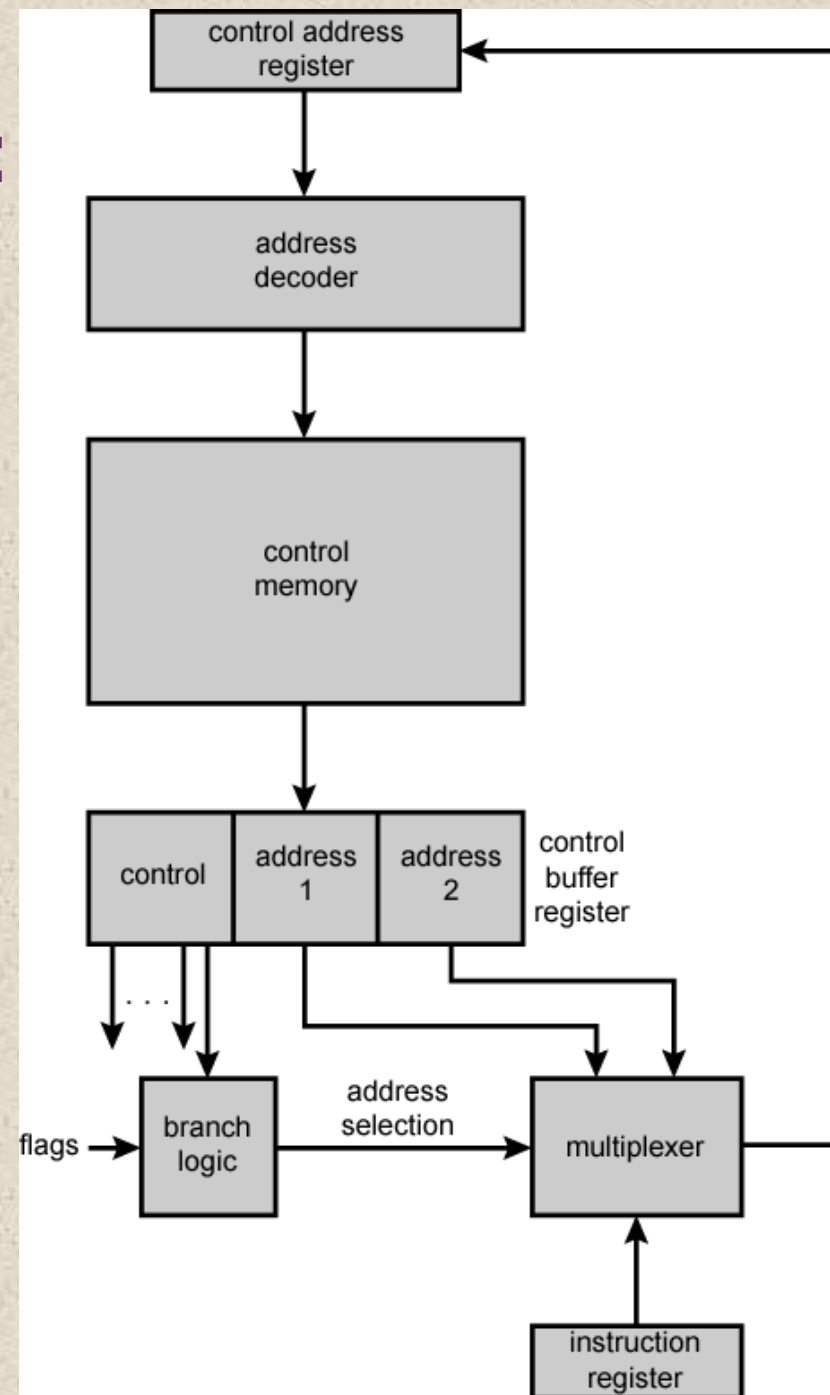 control address
register
address
decoder
control
memory
control
address
1
address
2
control
buffer
register
. . .
flags
branch
logic
address
selection
multiplexer
instruction
register